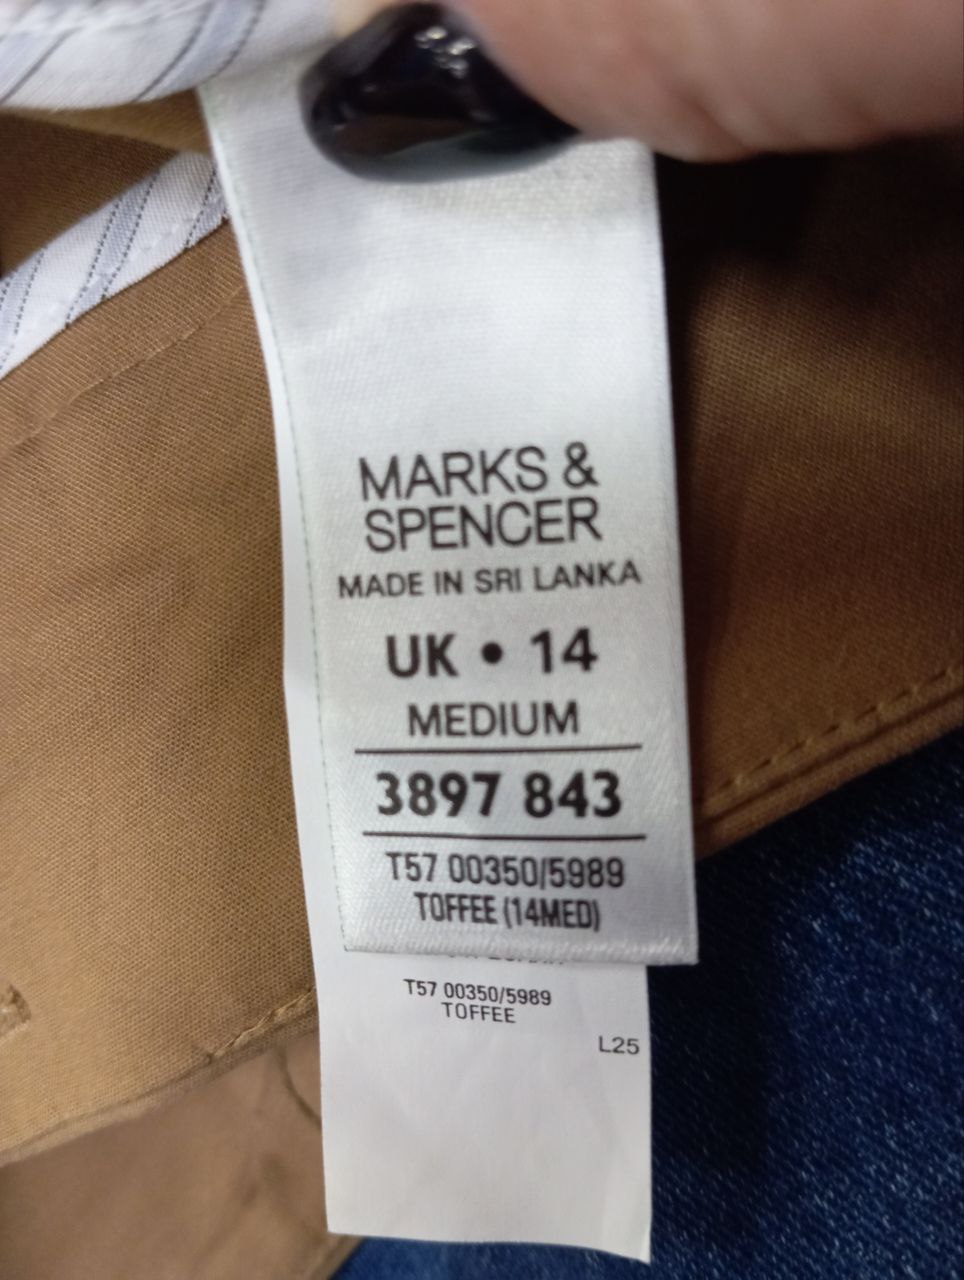 MARKS &
SPENCER
MADE IN SRI LANKA
UK • 14
MEDIUM
3897 843
T57 00350/5989
TOFFEE (14MED)
T57 00350/5989
TOFFEE
L25